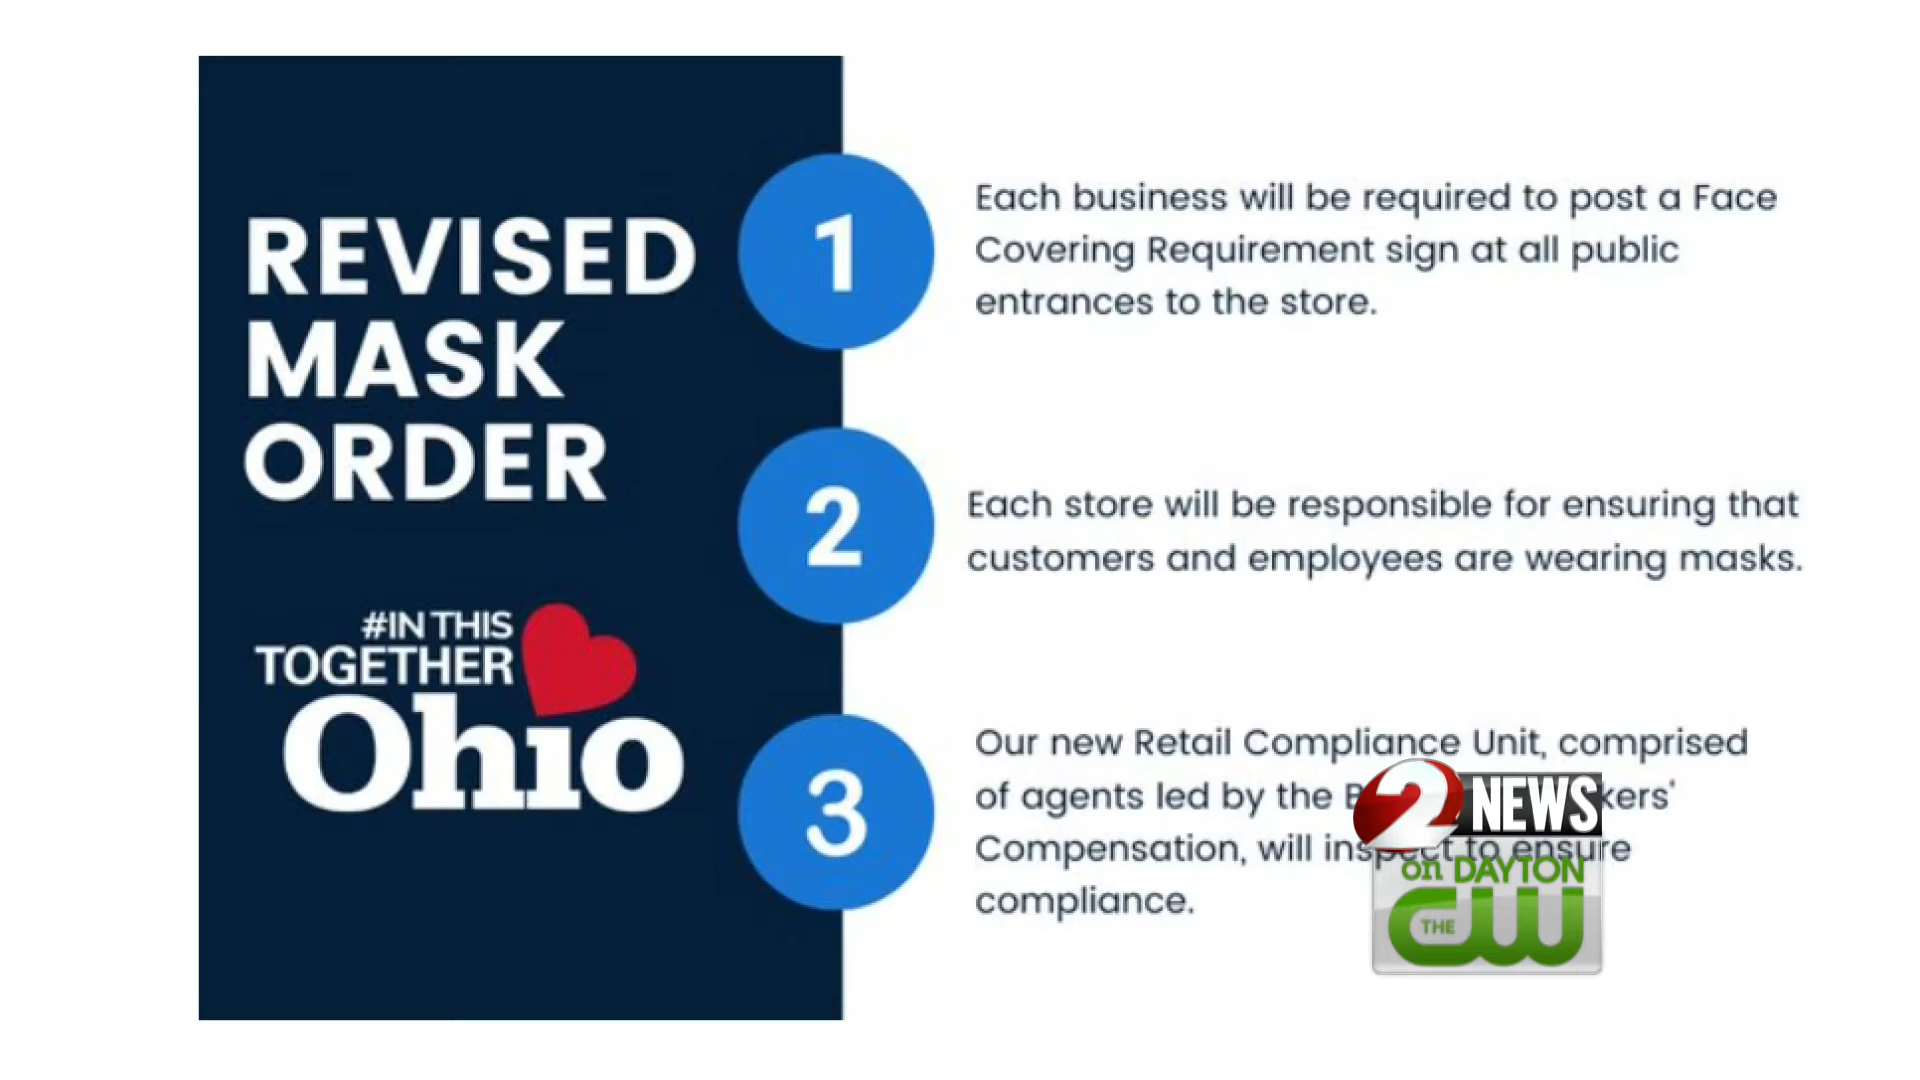 REVISED
MASK
ORDER
#IN THIS
TOGETHER
Ohio
1
Each business will be required to post a Face
Covering Requirement sign at all public
entrances to the store.
2
Each store will be responsible for ensuring that
customers and employees are wearing masks.
3
Our new Retail Compliance Unit, comprised
of agents led by the
Compensation, will inspect to ensure
compliance.
2 NEWS
on DAYTON
THE CW